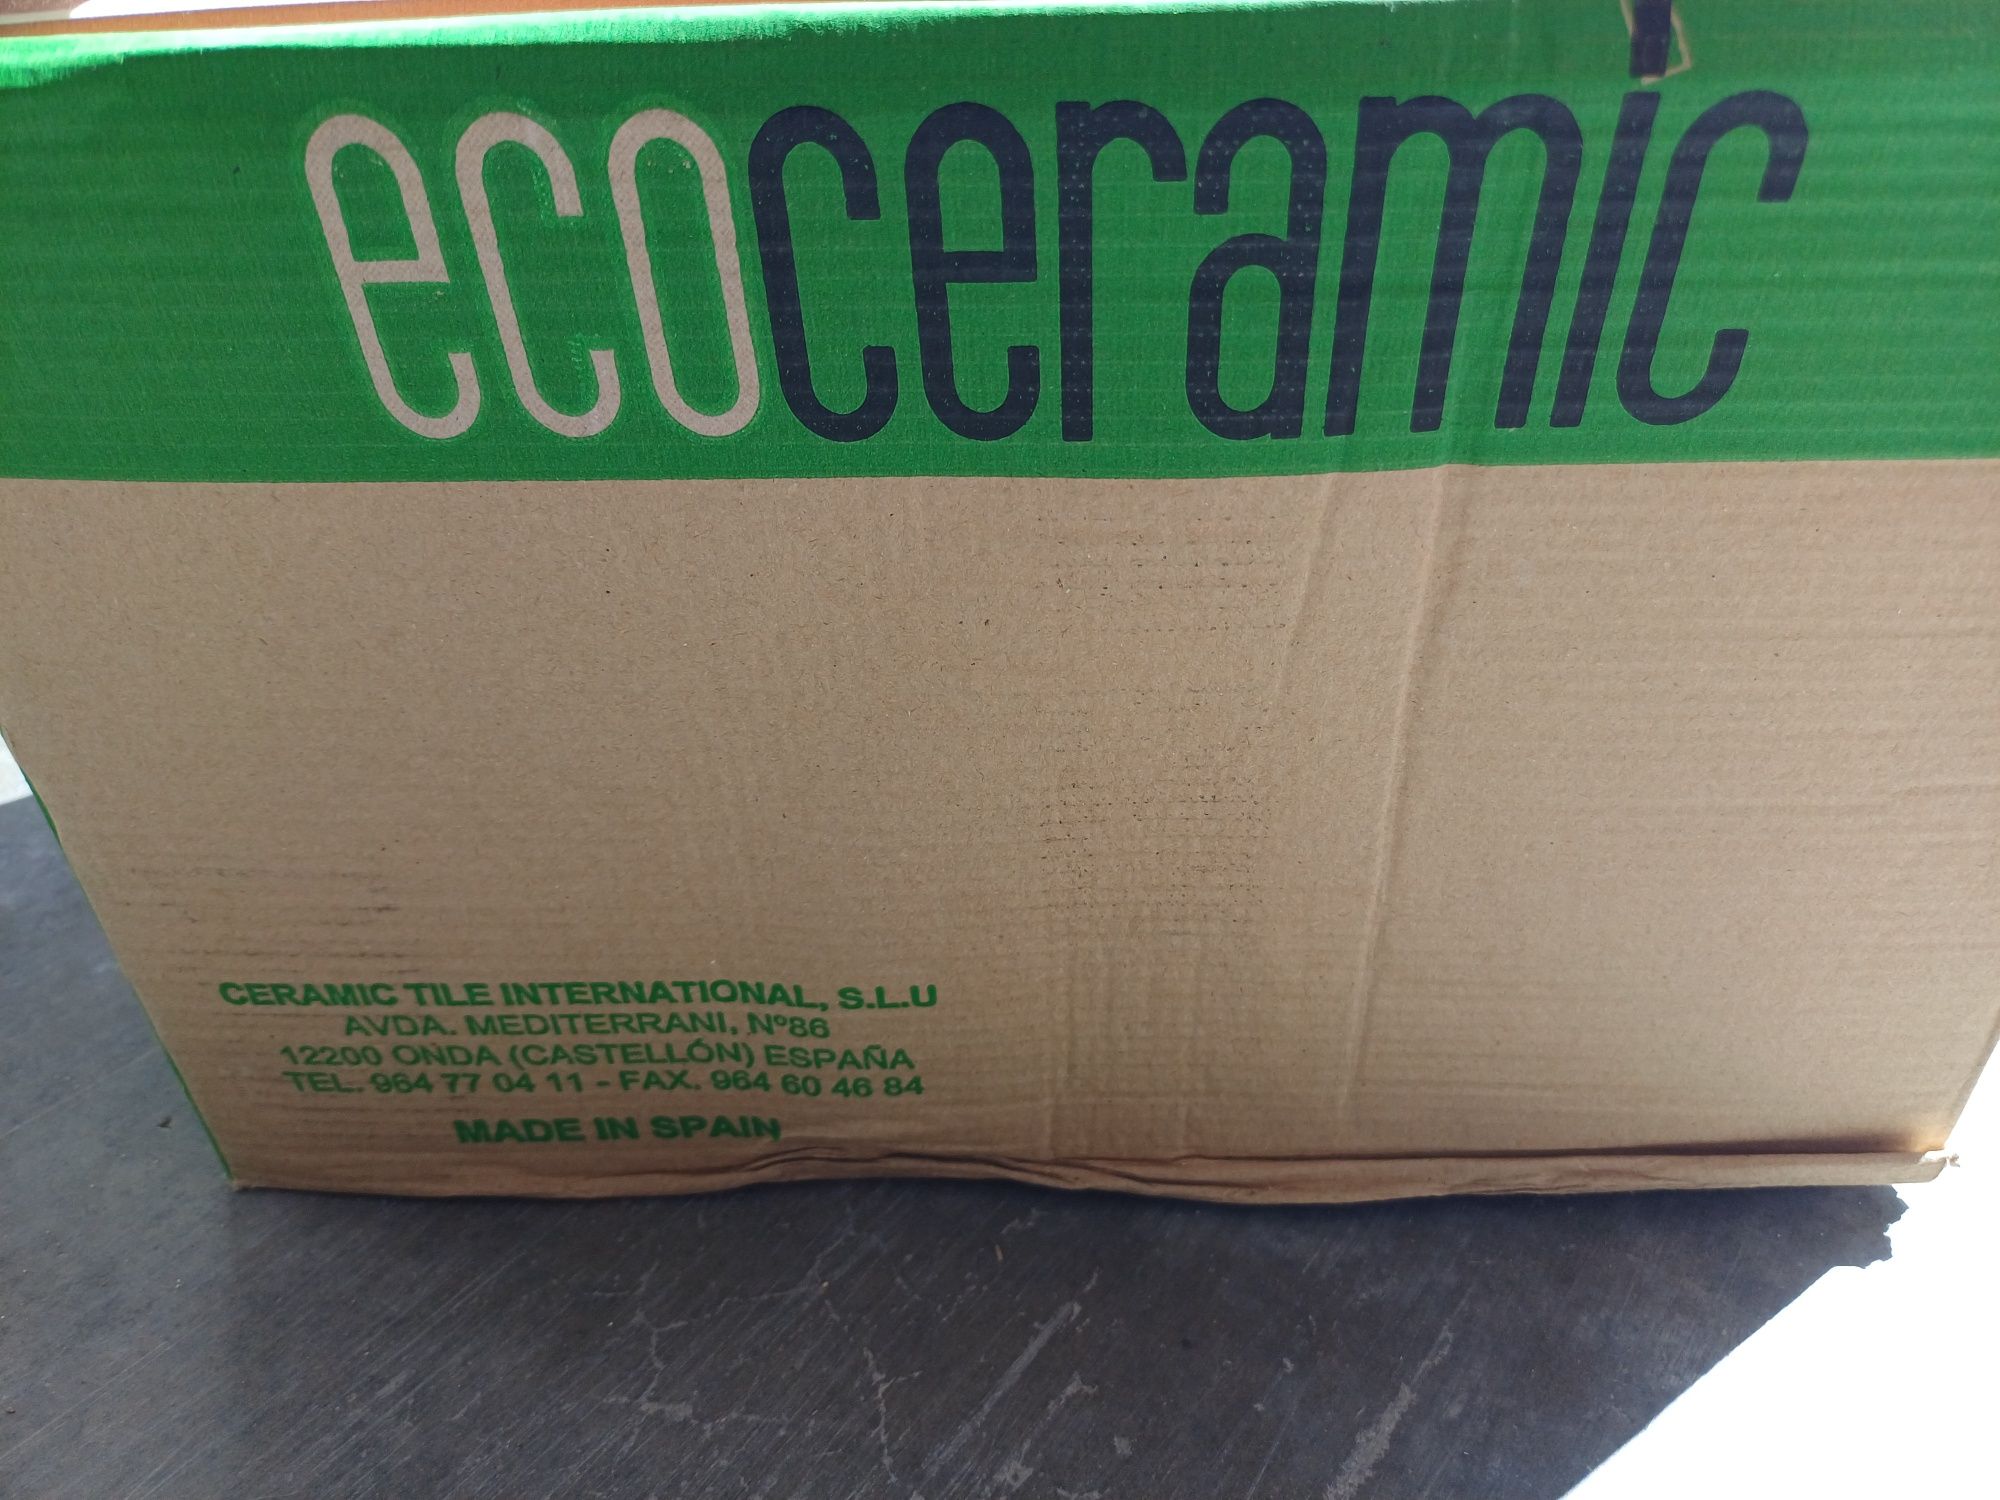 ecoceramic
CERAMIC TILE INTERNATIONAL, S.L.U
AVDA. MEDITERRANI, Nº86
12200 ONDA (CASTELLÓN) ESPAÑA
TEL. 964 77 04 11 - FAX. 964 60 46 84
MADE IN SPAIN